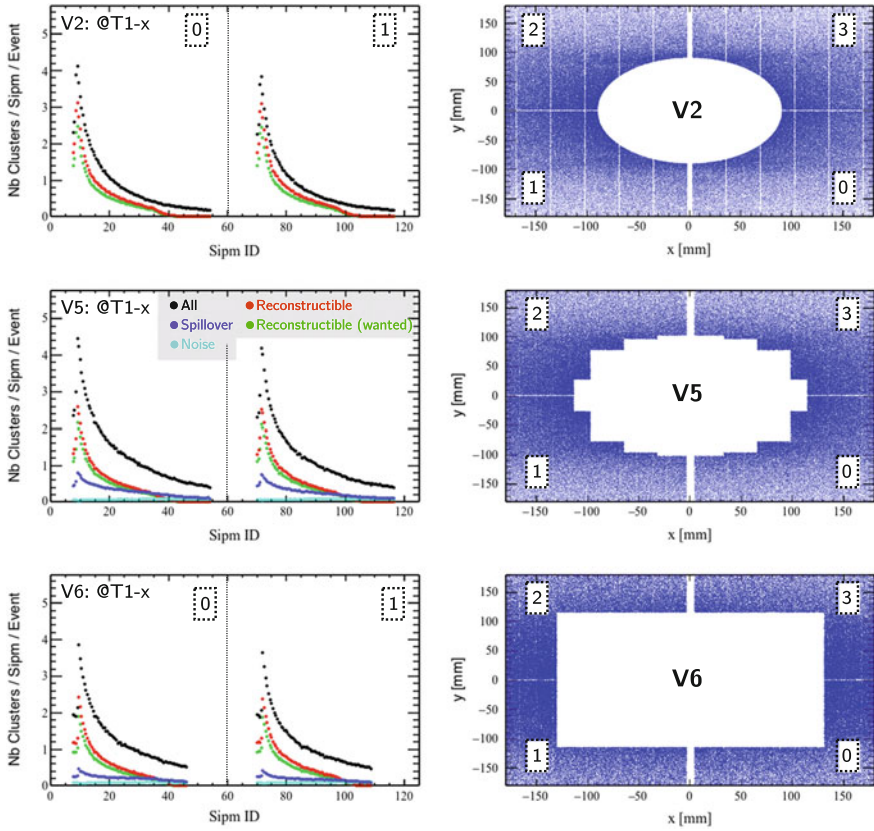 V2: @T1-x
0
1
Nb Clusters / Sipm / Event
5
4
3
2
1
0
0 20 40 60 80 100 120
Sipm ID
2
3
V2
1
0
y [mm]
150
100
50
0
−50
−100
−150
−150 −100 −50 0 50 100 150
x [mm]
V5: @T1-x
All
Reconstructible
Spillover
Reconstructible (wanted)
Noise
Nb Clusters / Sipm / Event
5
4
3
2
1
0
0 20 40 60 80 100 120
Sipm ID
2
3
V5
1
0
y [mm]
150
100
50
0
−50
−100
−150
−150 −100 −50 0 50 100 150
x [mm]
V6: @T1-x
0
1
Nb Clusters / Sipm / Event
5
4
3
2
1
0
0 20 40 60 80 100 120
Sipm ID
2
3
V6
1
0
y [mm]
150
100
50
0
−50
−100
−150
−150 −100 −50 0 50 100 150
x [mm]